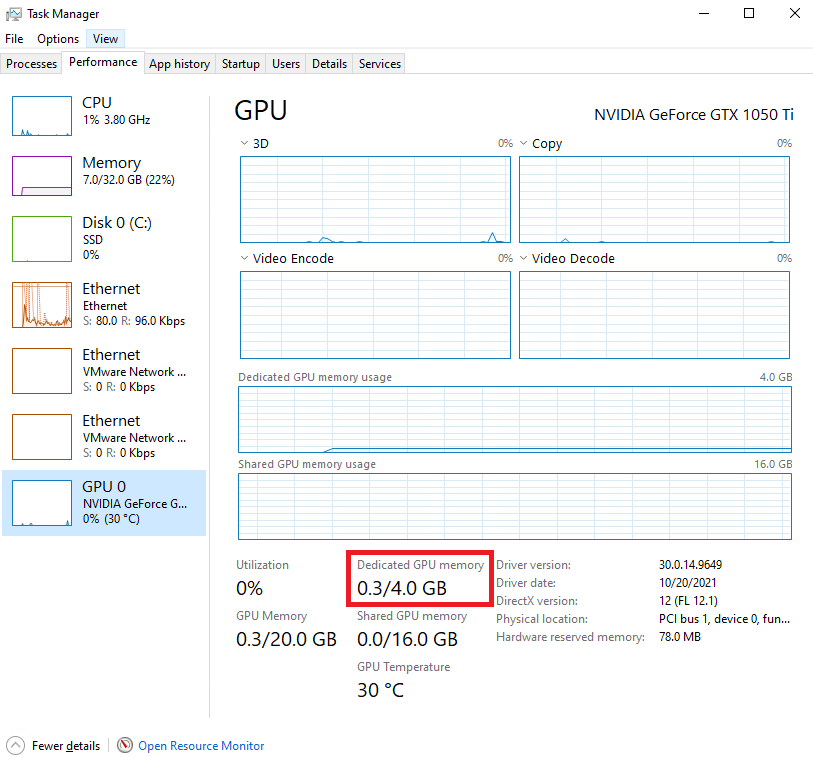 Task Manager
File Options View
Processes Performance App history Startup Users Details Services
CPU
1% 3.80 GHz
Memory
7.0/32.0 GB (22%)
Disk 0 (C:)
SSD
0%
Ethernet
Ethernet
S: 80.0 R: 96.0 Kbps
Ethernet
VMware Network ...
S: 0 R: 0 Kbps
Ethernet
VMware Network ...
S: 0 R: 0 Kbps
GPU 0
NVIDIA GeForce G...
0% (30 °C)
GPU NVIDIA GeForce GTX 1050 Ti
3D 0% Copy 0%
Video Encode 0% Video Decode 0%
Dedicated GPU memory usage 4.0 GB
Shared GPU memory usage 16.0 GB
Utilization
0%
Dedicated GPU memory
0.3/4.0 GB
GPU Memory
0.3/20.0 GB
Shared GPU memory
0.0/16.0 GB
GPU Temperature
30 °C
Driver version: 30.0.14.9649
Driver date: 10/20/2021
DirectX version: 12 (FL 12.1)
Physical location: PCI bus 1, device 0, fun...
Hardware reserved memory: 78.0 MB
Fewer details Open Resource Monitor